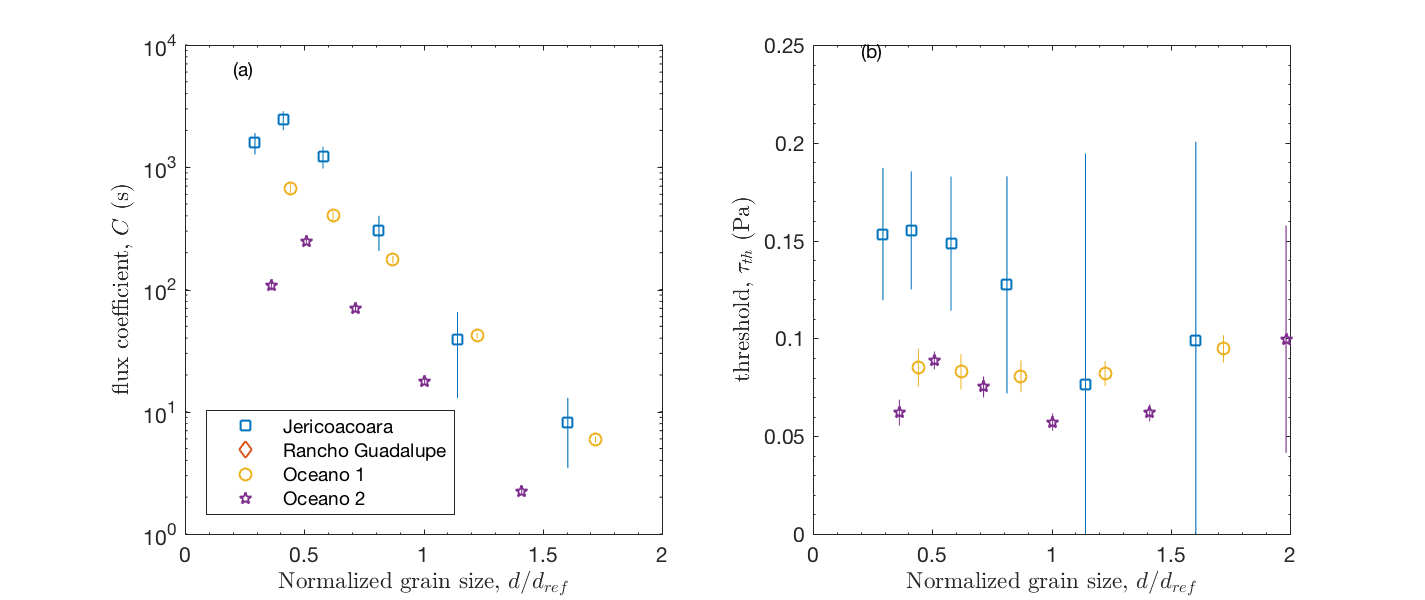 (a)
10^4
10^3
10^2
10^1
10^0
flux coefficient, C (s)
Jericoacoara
Rancho Guadalupe
Oceano 1
Oceano 2
0 0.5 1 1.5 2
Normalized grain size, d/d_ref
(b)
0.25
0.2
0.15
0.1
0.05
0
threshold, τ_th (Pa)
0 0.5 1 1.5 2
Normalized grain size, d/d_ref